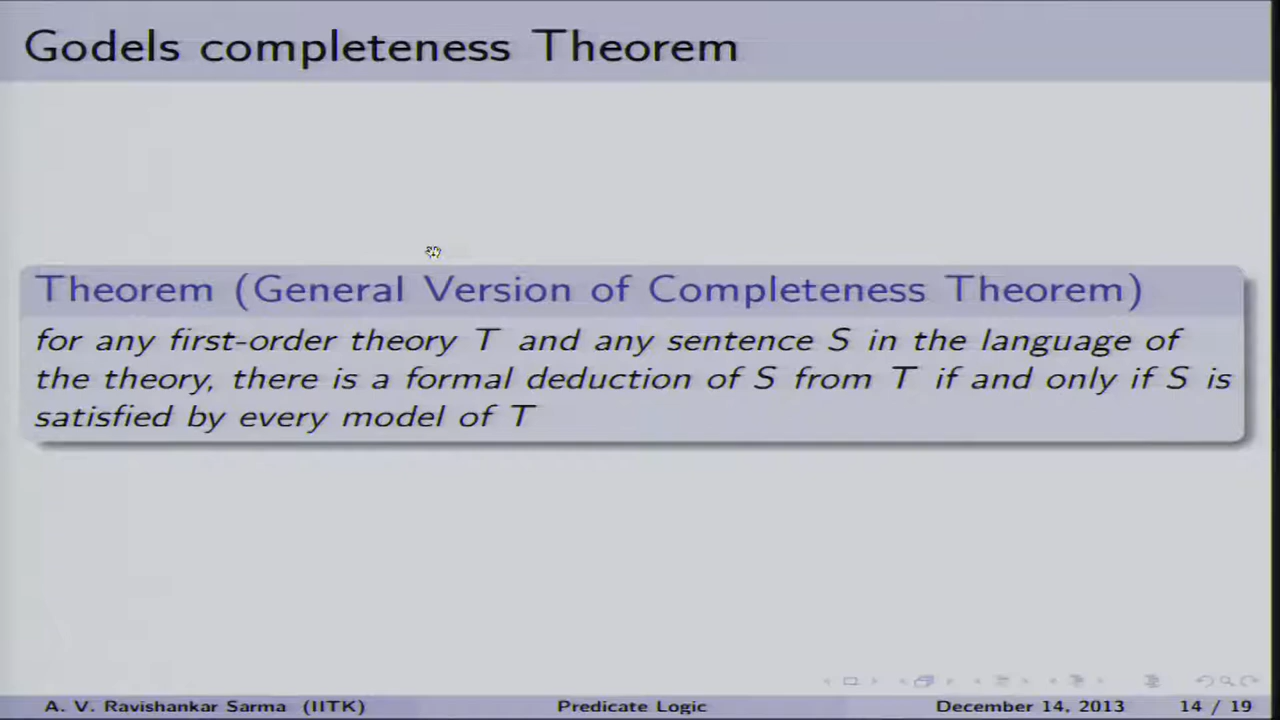 Godels completeness Theorem
Theorem (General Version of Completeness Theorem)
for any first-order theory T and any sentence S in the language of
the theory, there is a formal deduction of S from T if and only if S is
satisfied by every model of T
A. V. Ravishankar Sarma (IITK) Predicate Logic December 14, 2013 14 / 19